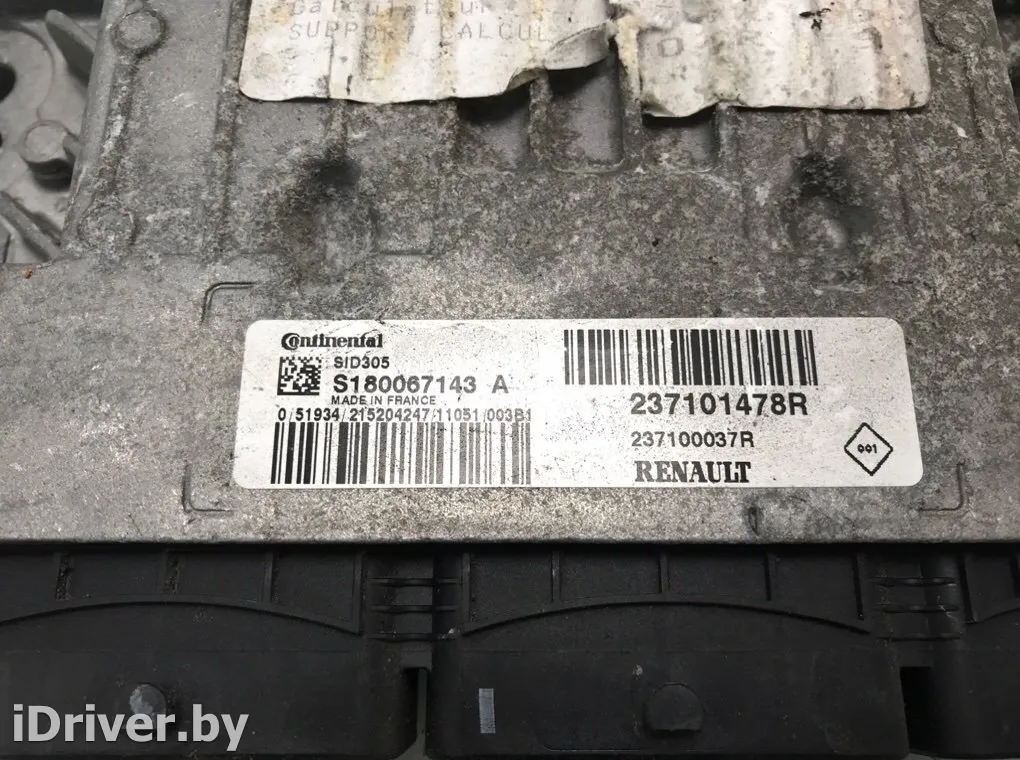 Calculateur
SUPPORT CALCUL
Continental
SID305
S180067143 A
MADE IN FRANCE
0/51934/215204247/11051/003B1
237101478R
237100037R
RENAULT
001
iDriver.by